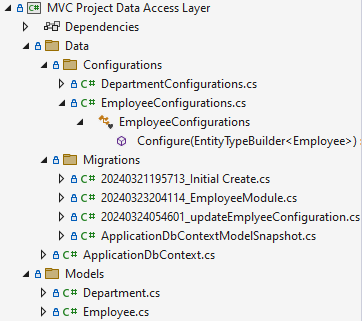 C# MVC Project Data Access Layer
Dependencies
Data
Configurations
C# DepartmentConfigurations.cs
C# EmployeeConfigurations.cs
EmployeeConfigurations
Configure(EntityTypeBuilder<Employee>) :
Migrations
C# 20240321195713_Initial Create.cs
C# 20240323204114_EmployeeModule.cs
C# 20240324054601_updateEmplyeeConfiguration.cs
C# ApplicationDbContextModelSnapshot.cs
C# ApplicationDbContext.cs
Models
C# Department.cs
C# Employee.cs